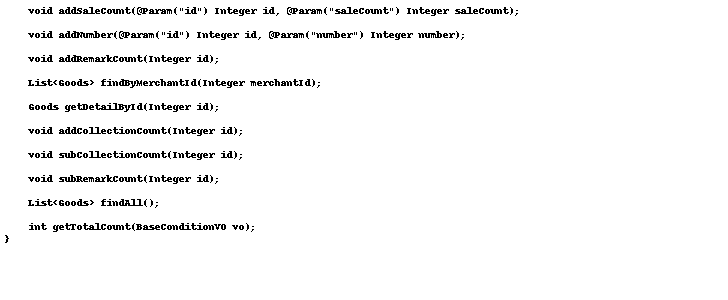 void addSaleCount(@Param("id") Integer id, @Param("saleCount") Integer saleCount);
void addNumber(@Param("id") Integer id, @Param("number") Integer number);
void addRemarkCount(Integer id);
List<Goods> findByMerchantId(Integer merchantId);
Goods getDetailById(Integer id);
void addCollectionCount(Integer id);
void subCollectionCount(Integer id);
void subRemarkCount(Integer id);
List<Goods> findAll();
int getTotalCount(BaseConditionVO vo);
}